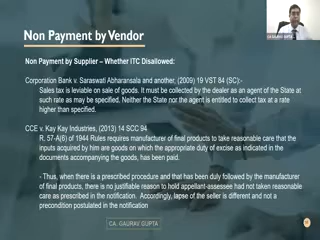 CA GAURAV GUPTA
Non Payment by Vendor
Non Payment by Supplier – Whether ITC Disallowed:
Corporation Bank v. Saraswati Abharansala and another, (2009) 19 VST 84 (SC):-
Sales tax is leviable on sale of goods. It must be collected by the dealer as an agent of the State at
such rate as may be specified. Neither the State nor the agent is entitled to collect tax at a rate
higher than specified.
CCE v. Kay Kay Industries, (2013) 14 SCC 94
R. 57-A(6) of 1944 Rules requires manufacturer of final products to take reasonable care that the
inputs acquired by him are goods on which the appropriate duty of excise as indicated in the
documents accompanying the goods, has been paid.
- Thus, when there is a prescribed procedure and that has been duly followed by the manufacturer
of final products, there is no justifiable reason to hold appellant-assessee had not taken reasonable
care as prescribed in the notification. Accordingly, lapse of the seller is different and not a
precondition postulated in the notification
CA. GAURAV GUPTA